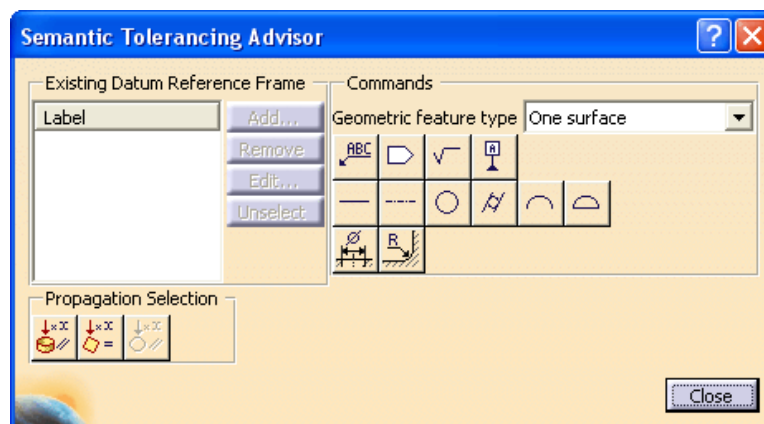 Semantic Tolerancing Advisor
Existing Datum Reference Frame
Label
Add...
Remove
Edit...
Unselect
Commands
Geometric feature type One surface
ABC
A
R
Propagation Selection
Close